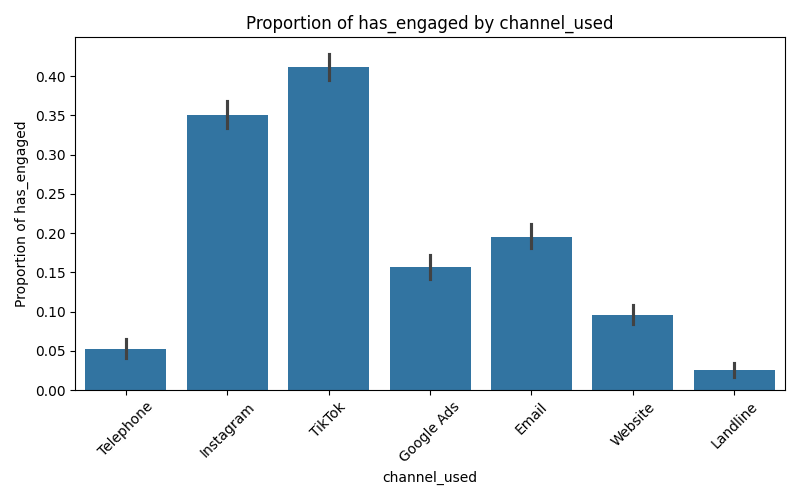 Proportion of has_engaged by channel_used
Proportion of has_engaged
0.40
0.35
0.30
0.25
0.20
0.15
0.10
0.05
0.00
Telephone
Instagram
TikTok
Google Ads
Email
Website
Landline
channel_used